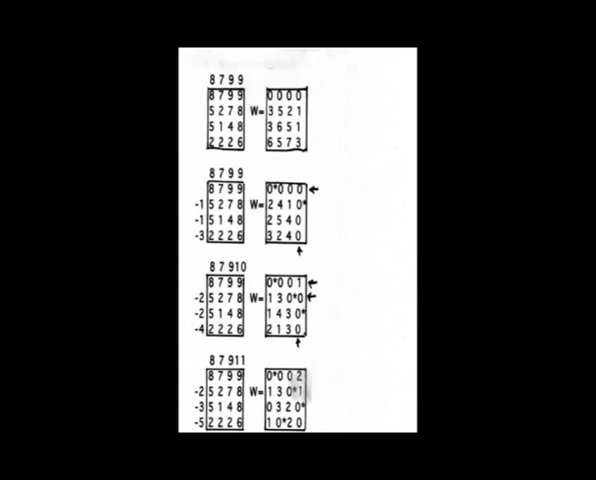 8 7 9 9
8 7 9 9 0 0 0 0
5 2 7 8 W= 3 5 2 1
5 1 4 8 3 6 5 1
2 2 2 6 6 5 7 3
8 7 9 9
8 7 9 9 0*0 0 0 ←
-1 5 2 7 8 W= 2 4 1 0*
-1 5 1 4 8 2 5 4 0
-3 2 2 2 6 3 2 4 0
↑
8 7 9 10
8 7 9 9 0*0 0 1 ←
-2 5 2 7 8 W= 1 3 0*0 ←
-2 5 1 4 8 1 4 3 0*
-4 2 2 2 6 2 1 3 0
↑
8 7 9 11
8 7 9 9 0*0 0 2
-2 5 2 7 8 W= 1 3 0*1
-3 5 1 4 8 0 3 2 0*
-5 2 2 2 6 1 0*2 0